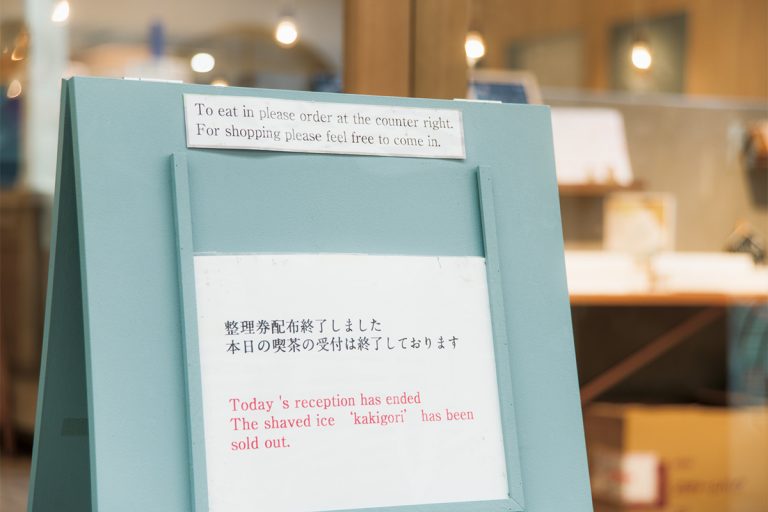 To eat in please order at the counter right.
For shopping please feel free to come in.
整理券配布終了しました
本日の喫茶の受付は終了しております
Today 's reception has ended
The shaved ice ‘kakigori’ has been
sold out.